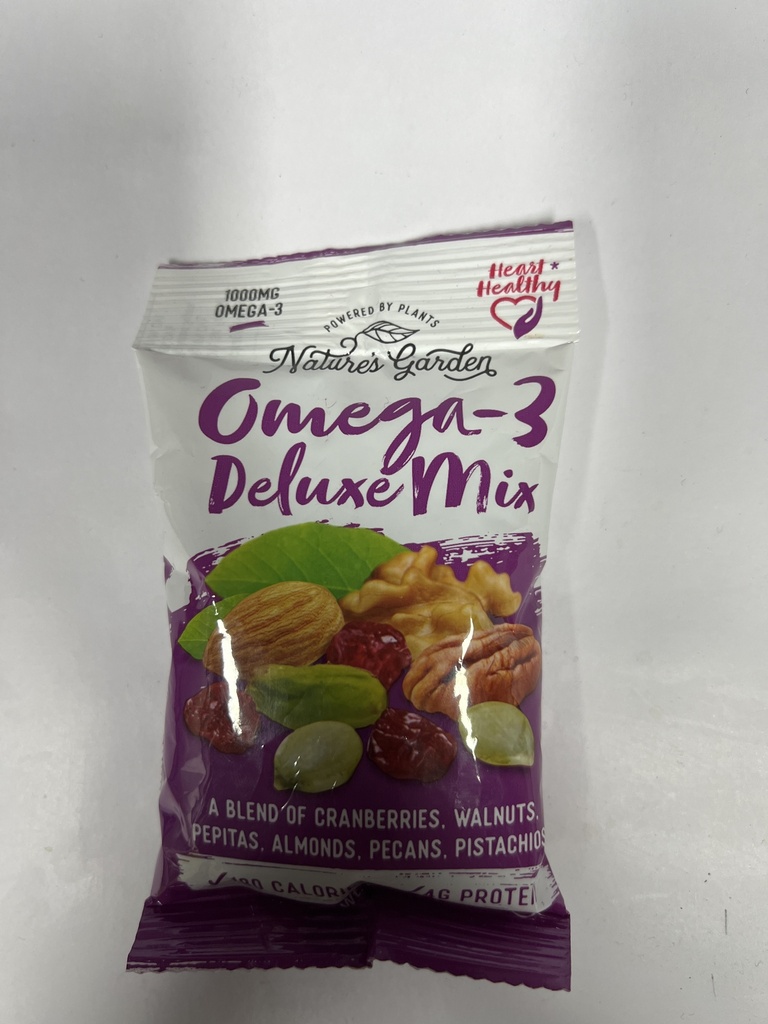 1000MG
OMEGA-3
Heart*
Healthy
POWERED BY PLANTS
Nature's Garden
Omega-3
Deluxe Mix
A BLEND OF CRANBERRIES, WALNUTS,
PEPITAS, ALMONDS, PECANS, PISTACHIOS
4G